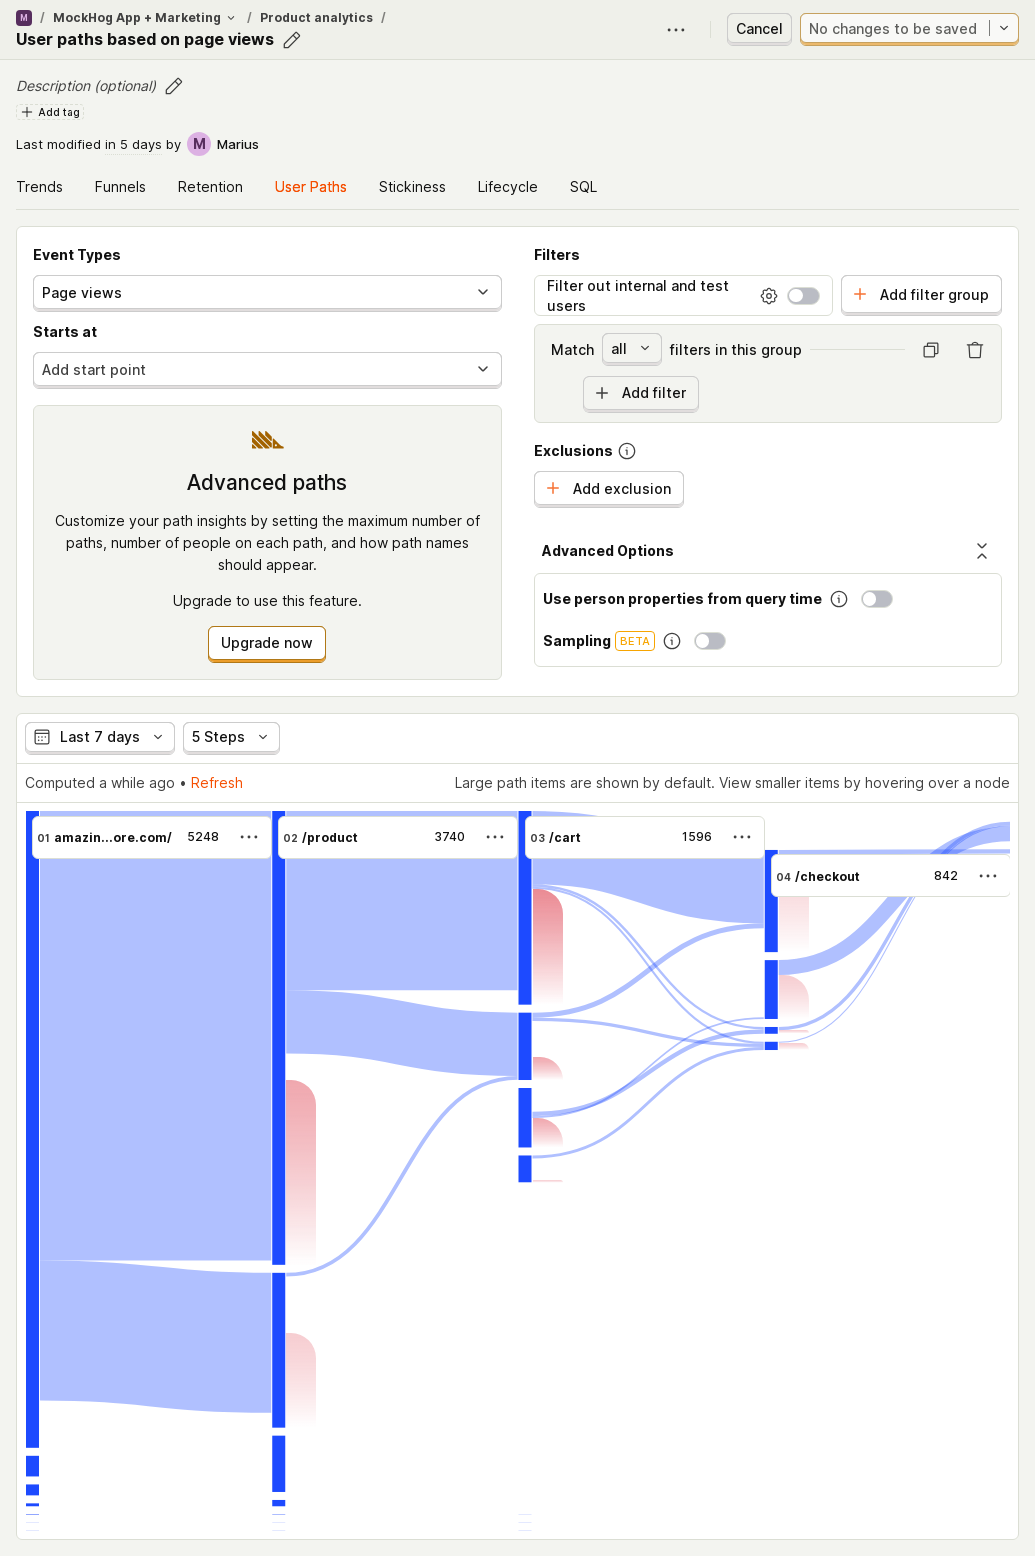 M / MockHog App + Marketing / Product analytics /
User paths based on page views
Cancel
No changes to be saved
Description (optional)
Add tag
Last modified in 5 days by M Marius
Trends Funnels Retention User Paths Stickiness Lifecycle SQL
Event Types
Page views
Starts at
Add start point
Advanced paths
Customize your path insights by setting the maximum number of
paths, number of people on each path, and how path names
should appear.
Upgrade to use this feature.
Upgrade now
Filters
Filter out internal and test
users
Add filter group
Match all filters in this group
Add filter
Exclusions
Add exclusion
Advanced Options
Use person properties from query time
Sampling BETA
Last 7 days 5 Steps
Computed a while ago • Refresh
Large path items are shown by default. View smaller items by hovering over a node
01 amazin...ore.com/ 5248
02 /product 3740
03 /cart 1596
04 /checkout 842